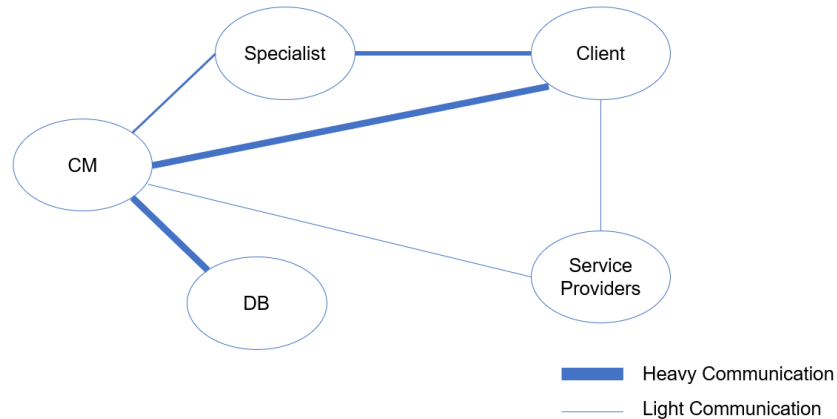 Specialist
Client
CM
Service
Providers
DB
Heavy Communication
Light Communication